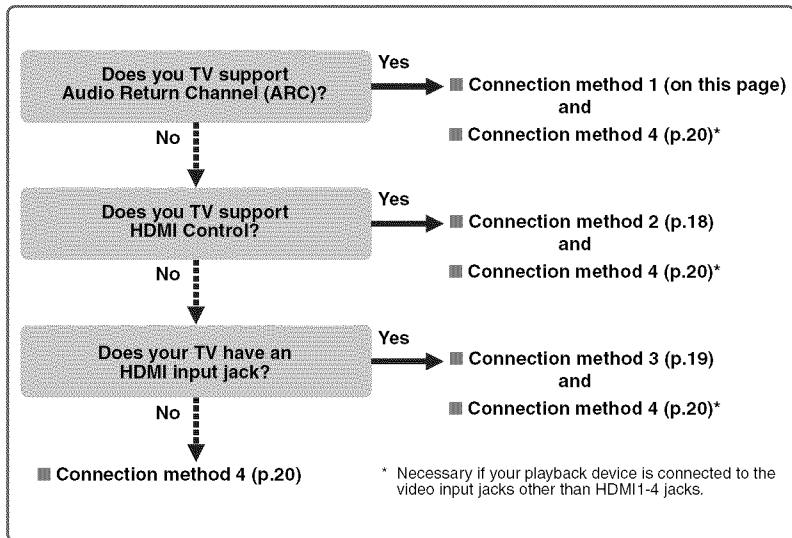 Does you TV support
Audio Return Channel (ARC)?
Yes
■ Connection method 1 (on this page)
and
■ Connection method 4 (p.20)*
No
Does you TV support
HDMI Control?
Yes
■ Connection method 2 (p.18)
and
■ Connection method 4 (p.20)*
No
Does your TV have an
HDMI input jack?
Yes
■ Connection method 3 (p.19)
and
■ Connection method 4 (p.20)*
No
■ Connection method 4 (p.20)
* Necessary if your playback device is connected to the
video input jacks other than HDMI1-4 jacks.